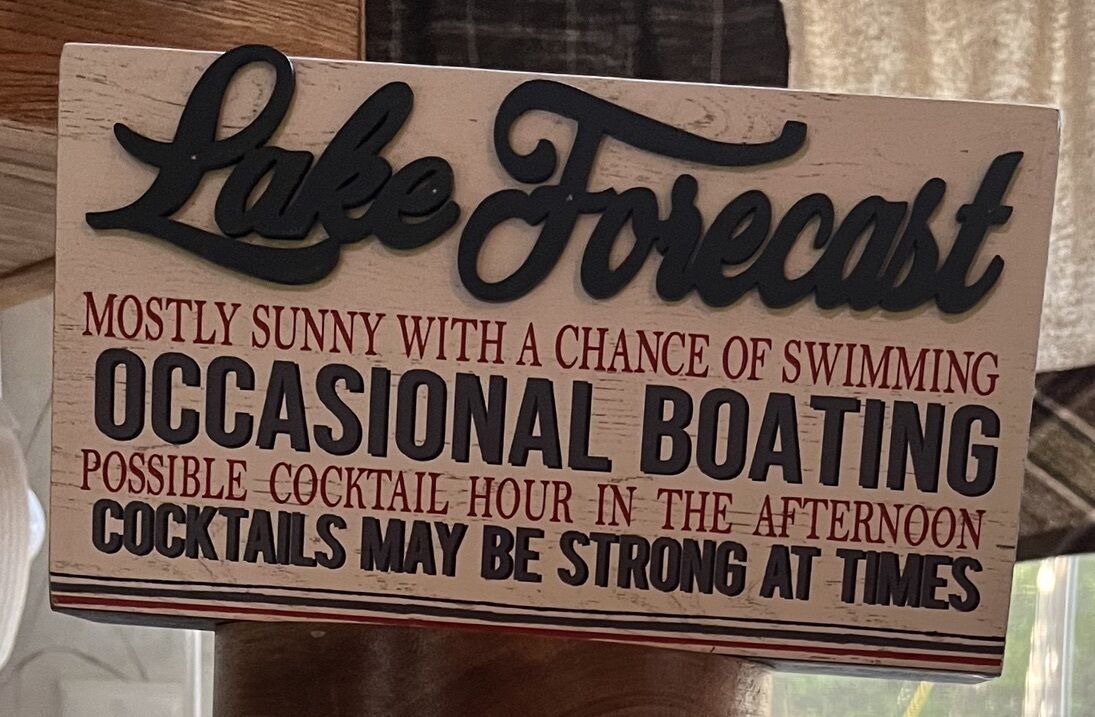 Lake Forecast
MOSTLY SUNNY WITH A CHANCE OF SWIMMING
OCCASIONAL BOATING
POSSIBLE COCKTAIL HOUR IN THE AFTERNOON
COCKTAILS MAY BE STRONG AT TIMES